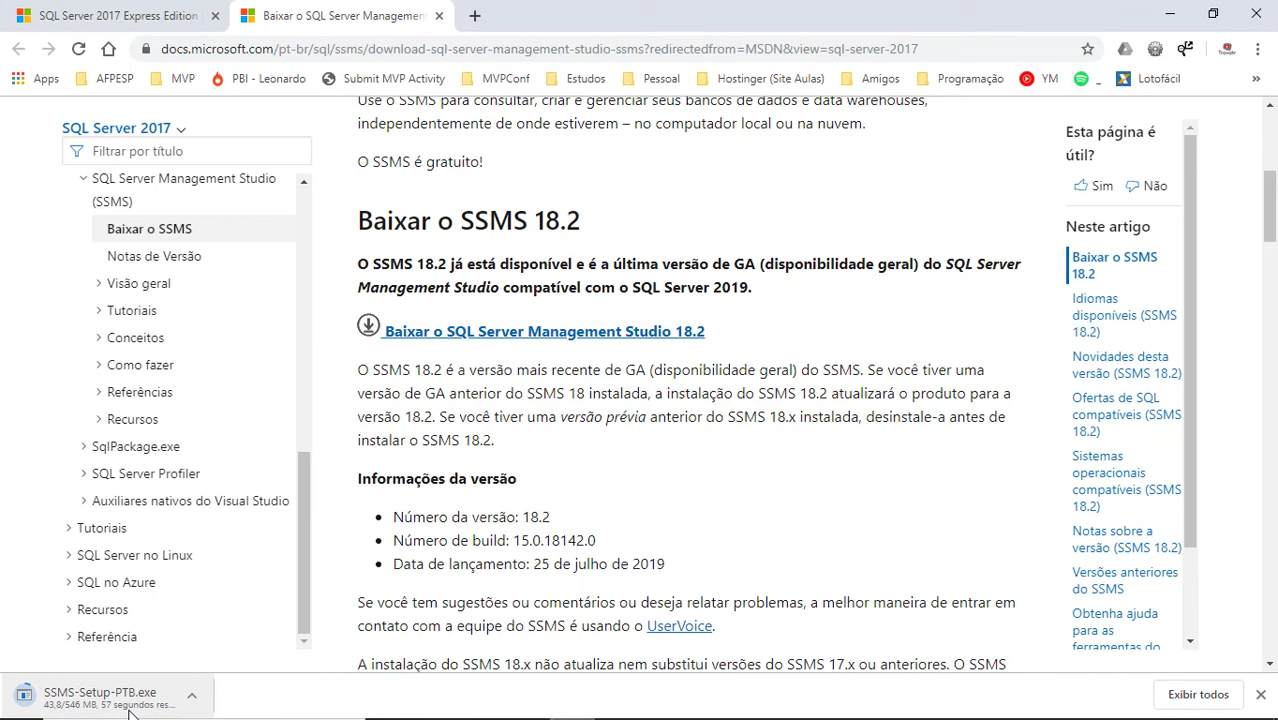 SQL Server 2017 Express Edition
Baixar o SQL Server Management
docs.microsoft.com/pt-br/sql/ssms/download-sql-server-management-studio-ssms?redirectedfrom=MSDN&view=sql-server-2017
Apps AFPESP MVP PBI - Leonardo Submit MVP Activity MVPConf Estudos Pessoal Hostinger (Site Aulas) Amigos Programação YM _ Lotofácil »
SQL Server 2017
Filtrar por título
SQL Server Management Studio
(SSMS)
Baixar o SSMS
Notas de Versão
Visão geral
Tutoriais
Conceitos
Como fazer
Referências
Recursos
SqlPackage.exe
SQL Server Profiler
Auxiliares nativos do Visual Studio
Tutoriais
SQL Server no Linux
SQL no Azure
Recursos
Referência
Use o SSMS para consultar, criar e gerenciar seus bancos de dados e data warehouses,
independentemente de onde estiverem – no computador local ou na nuvem.
O SSMS é gratuito!
Baixar o SSMS 18.2
O SSMS 18.2 já está disponível e é a última versão de GA (disponibilidade geral) do SQL Server
Management Studio compatível com o SQL Server 2019.
Baixar o SQL Server Management Studio 18.2
O SSMS 18.2 é a versão mais recente de GA (disponibilidade geral) do SSMS. Se você tiver uma
versão de GA anterior do SSMS 18 instalada, a instalação do SSMS 18.2 atualizará o produto para a
versão 18.2. Se você tiver uma versão prévia anterior do SSMS 18.x instalada, desinstale-a antes de
instalar o SSMS 18.2.
Informações da versão
• Número da versão: 18.2
• Número de build: 15.0.18142.0
• Data de lançamento: 25 de julho de 2019
Se você tem sugestões ou comentários ou deseja relatar problemas, a melhor maneira de entrar em
contato com a equipe do SSMS é usando o UserVoice.
A instalação do SSMS 18.x não atualiza nem substitui versões do SSMS 17.x ou anteriores. O SSMS
Esta página é
útil?
Sim Não
Neste artigo
Baixar o SSMS
18.2
Idiomas
disponíveis (SSMS
18.2)
Novidades desta
versão (SSMS 18.2)
Ofertas de SQL
compatíveis (SSMS
18.2)
Sistemas
operacionais
compatíveis (SSMS
18.2)
Notas sobre a
versão (SSMS 18.2)
Versões anteriores
do SSMS
Obtenha ajuda
para as
ferramentas do
SSMS-Setup-PTB.exe
43,8/546 MB, 57 segundos res...
Exibir todos